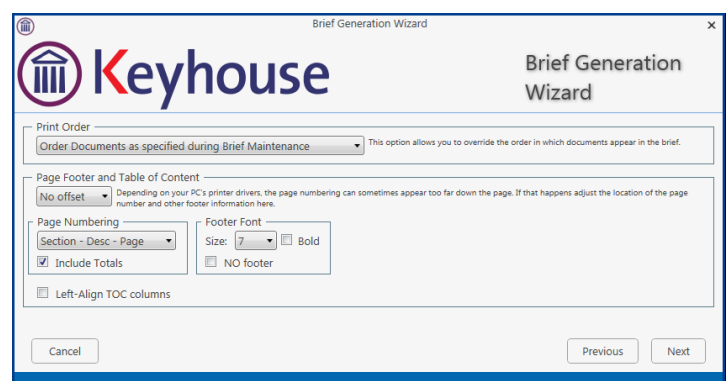 Brief Generation Wizard
Keyhouse
Brief Generation
Wizard
Print Order
Order Documents as specified during Brief Maintenance
This option allows you to override the order in which documents appear in the brief.
Page Footer and Table of Content
No offset
Depending on your PC's printer drivers, the page numbering can sometimes appear too far down the page. If that happens adjust the location of the page
number and other footer information here.
Page Numbering
Section - Desc - Page
Include Totals
Footer Font
Size: 7 Bold
NO footer
Left-Align TOC columns
Cancel Previous Next